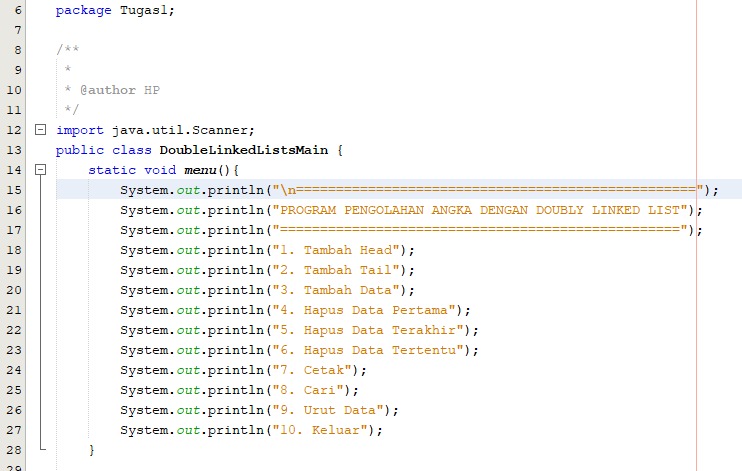 6 package Tugas1;
7
8 /**
9 *
10 * @author HP
11 */
12 import java.util.Scanner;
13 public class DoubleLinkedListsMain {
14 static void menu(){
15 System.out.println("\n==================================================");
16 System.out.println("PROGRAM PENGOLAHAN ANGKA DENGAN DOUBLY LINKED LIST");
17 System.out.println("==================================================");
18 System.out.println("1. Tambah Head");
19 System.out.println("2. Tambah Tail");
20 System.out.println("3. Tambah Data");
21 System.out.println("4. Hapus Data Pertama");
22 System.out.println("5. Hapus Data Terakhir");
23 System.out.println("6. Hapus Data Tertentu");
24 System.out.println("7. Cetak");
25 System.out.println("8. Cari");
26 System.out.println("9. Urut Data");
27 System.out.println("10. Keluar");
28 }
29